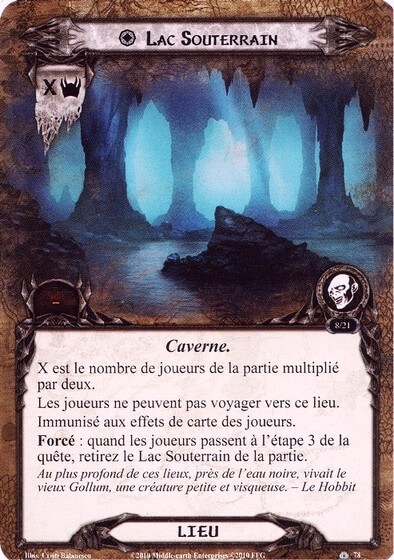 Lac Souterrain
X
-
8/21
Caverne.
X est le nombre de joueurs de la partie multiplié
par deux.
Les joueurs ne peuvent pas voyager vers ce lieu.
Immunisé aux effets de carte des joueurs.
Forcé : quand les joueurs passent à l'étape 3 de la
quête, retirez le Lac Souterrain de la partie.
Au plus profond de ces lieux, près de l'eau noire, vivait le
vieux Gollum, une créature petite et visqueuse. – Le Hobbit
LIEU
Illus. Cristi Balanescu ©2010 Middle-earth Enterprises ©2010 FFG 78